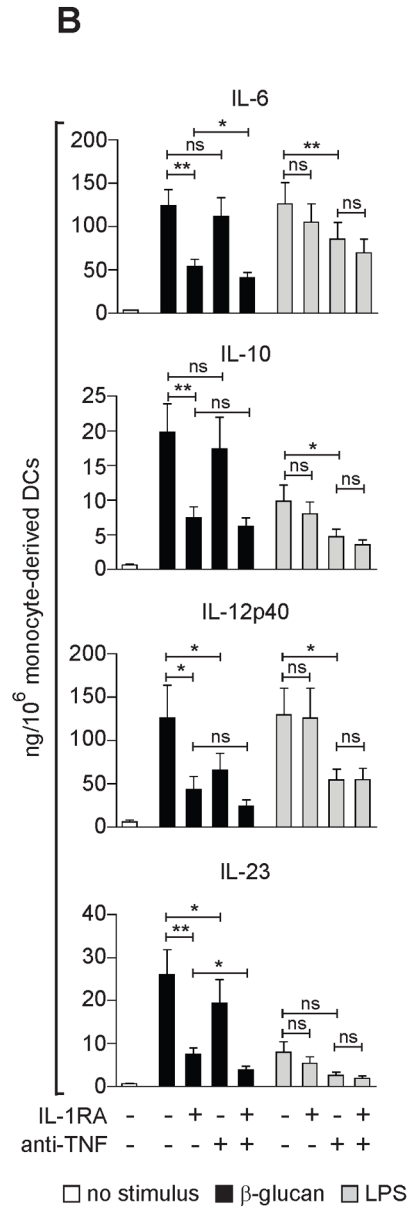 B
IL-6
200
150
100
50
0
ns
*
**
**
ns
ns
IL-10
25
20
15
10
5
0
ns
**
ns
*
ns
ns
IL-12p40
200
150
100
50
0
*
*
ns
*
ns
ns
IL-23
40
30
20
10
0
*
**
*
ns
ns
ns
ng/10⁶ monocyte-derived DCs
IL-1RA - - + - + - + - +
anti-TNF - - - + + - - + +
no stimulus β-glucan LPS